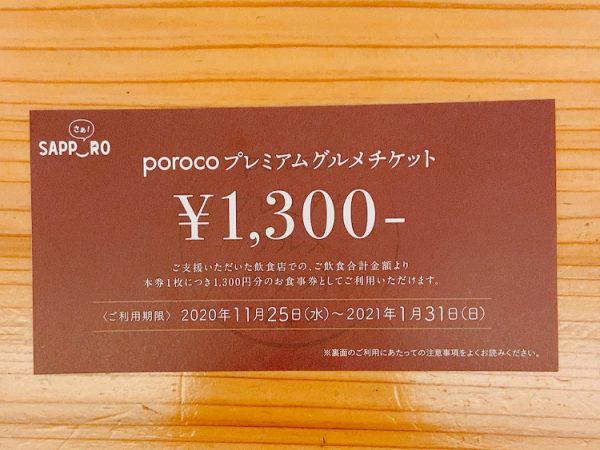 さぁ!
SAPPORO
porocoプレミアムグルメチケット
¥1,300-
ご支援いただいた飲食店での、ご飲食合計金額より
本券1枚につき1,300円分のお食事券としてご利用いただけます。
〈ご利用期限〉 2020年11月25日(水)〜2021年1月31日(日)
※裏面のご利用にあたっての注意事項をよくお読みください。